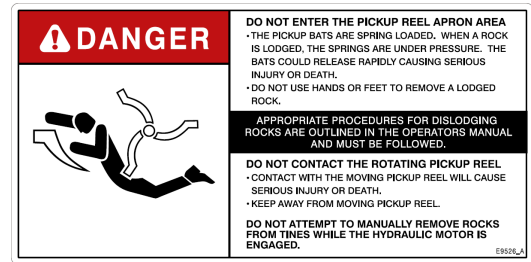 DANGER
DO NOT ENTER THE PICKUP REEL APRON AREA
• THE PICKUP BATS ARE SPRING LOADED. WHEN A ROCK
IS LODGED, THE SPRINGS ARE UNDER PRESSURE. THE
BATS COULD RELEASE RAPIDLY CAUSING SERIOUS
INJURY OR DEATH.
• DO NOT USE HANDS OR FEET TO REMOVE A LODGED
ROCK.
APPROPRIATE PROCEDURES FOR DISLODGING
ROCKS ARE OUTLINED IN THE OPERATORS MANUAL
AND MUST BE FOLLOWED.
DO NOT CONTACT THE ROTATING PICKUP REEL
• CONTACT WITH THE MOVING PICKUP REEL WILL CAUSE
SERIOUS INJURY OR DEATH.
• KEEP AWAY FROM MOVING PICKUP REEL.
DO NOT ATTEMPT TO MANUALLY REMOVE ROCKS
FROM TINES WHILE THE HYDRAULIC MOTOR IS
ENGAGED.
E9526_A